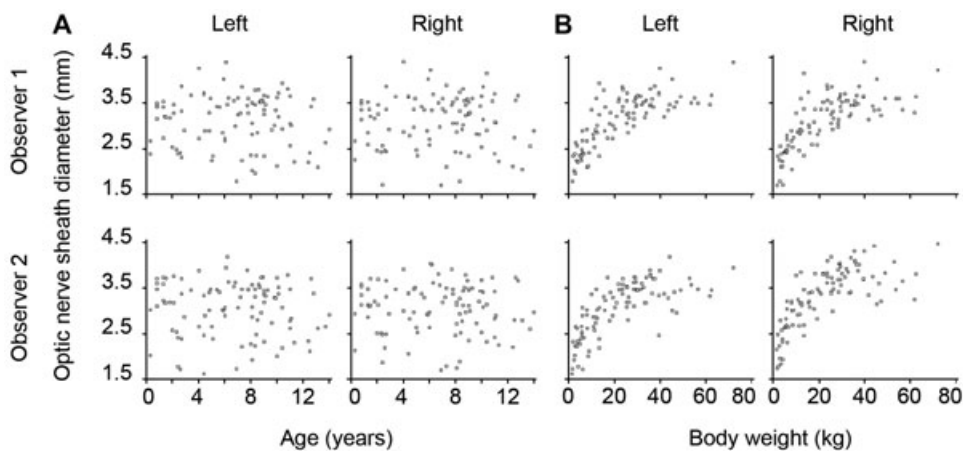 A Left Right B Left Right
Observer 1
Observer 2
Optic nerve sheath diameter (mm)
4.5
3.5
2.5
1.5
4.5
3.5
2.5
1.5
0 4 8 12 0 4 8 12 0 20 40 60 80 0 20 40 60 80
Age (years) Body weight (kg)